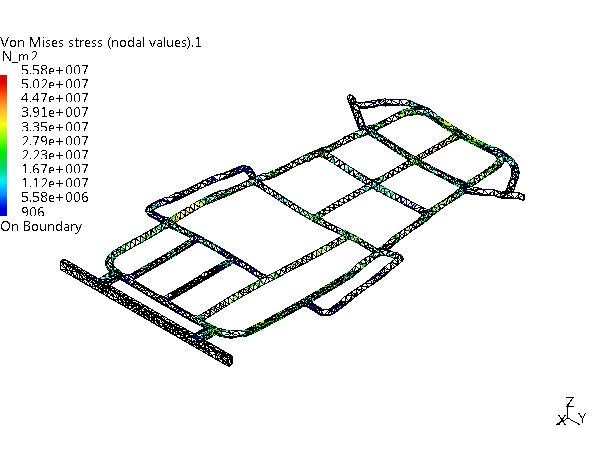 Von Mises stress (nodal values).1
N_m2
5.58e+007
5.02e+007
4.47e+007
3.91e+007
3.35e+007
2.79e+007
2.23e+007
1.67e+007
1.12e+007
5.58e+006
906
On Boundary
Z
X Y